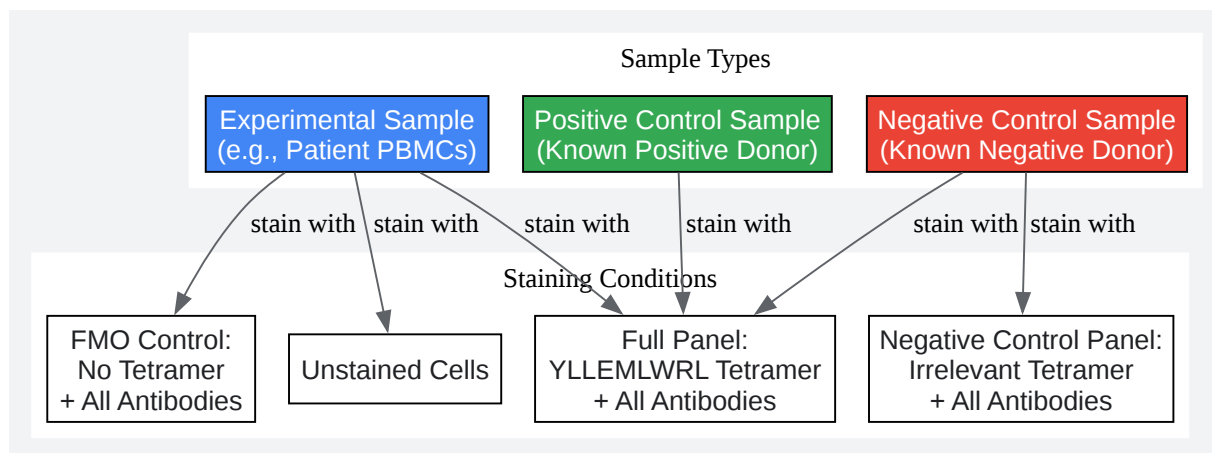 Sample Types
Experimental Sample
(e.g., Patient PBMCs)
Positive Control Sample
(Known Positive Donor)
Negative Control Sample
(Known Negative Donor)
stain with
stain with
stain with
stain with
stain with
stain with
Staining Conditions
FMO Control:
No Tetramer
+ All Antibodies
Unstained Cells
Full Panel:
YLLEMLWRL Tetramer
+ All Antibodies
Negative Control Panel:
Irrelevant Tetramer
+ All Antibodies